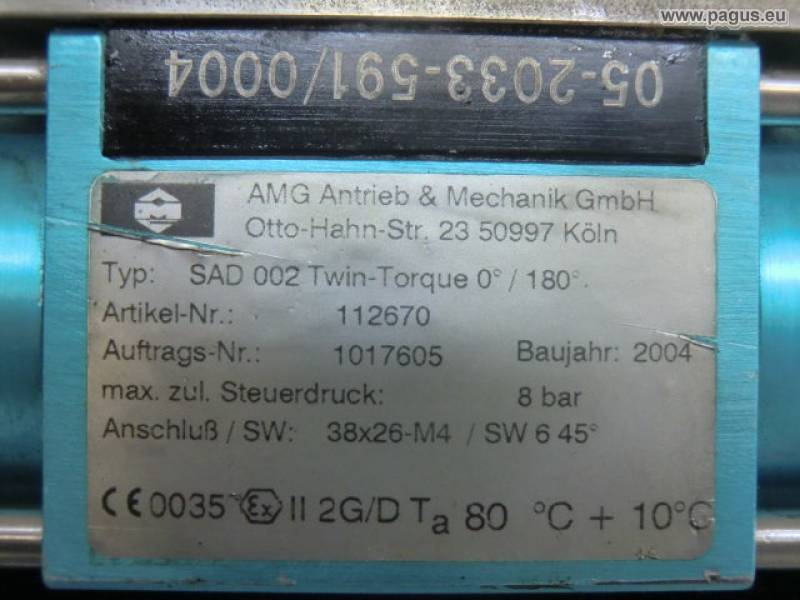 www.pagus.eu
05-2033-591/0004
AMG Antrieb & Mechanik GmbH
Otto-Hahn-Str. 23 50997 Köln
Typ: SAD 002 Twin-Torque 0° / 180°
Artikel-Nr.: 112670
Auftrags-Nr.: 1017605 Baujahr: 2004
max. zul. Steuerdruck: 8 bar
Anschluß / SW: 38x26-M4 / SW 6 45°
CE 0035 Ex II 2G/D Ta 80 °C + 10°C